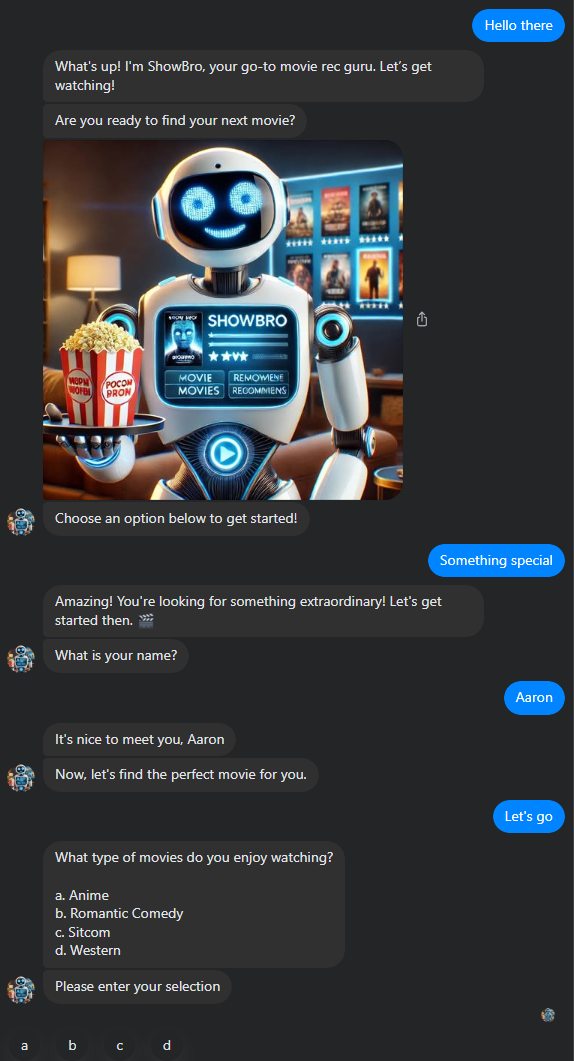 Hello there
What's up! I'm ShowBro, your go-to movie rec guru. Let's get
watching!
Are you ready to find your next movie?
SHOWBRO
MOVIE
MOVIES
REMOWIENE
RECOMMIENS
POCOM
BRON
Choose an option below to get started!
Something special
Amazing! You're looking for something extraordinary! Let's get
started then. 🎬
What is your name?
Aaron
It's nice to meet you, Aaron
Now, let's find the perfect movie for you.
Let's go
What type of movies do you enjoy watching?
a. Anime
b. Romantic Comedy
c. Sitcom
d. Western
Please enter your selection
a b c d